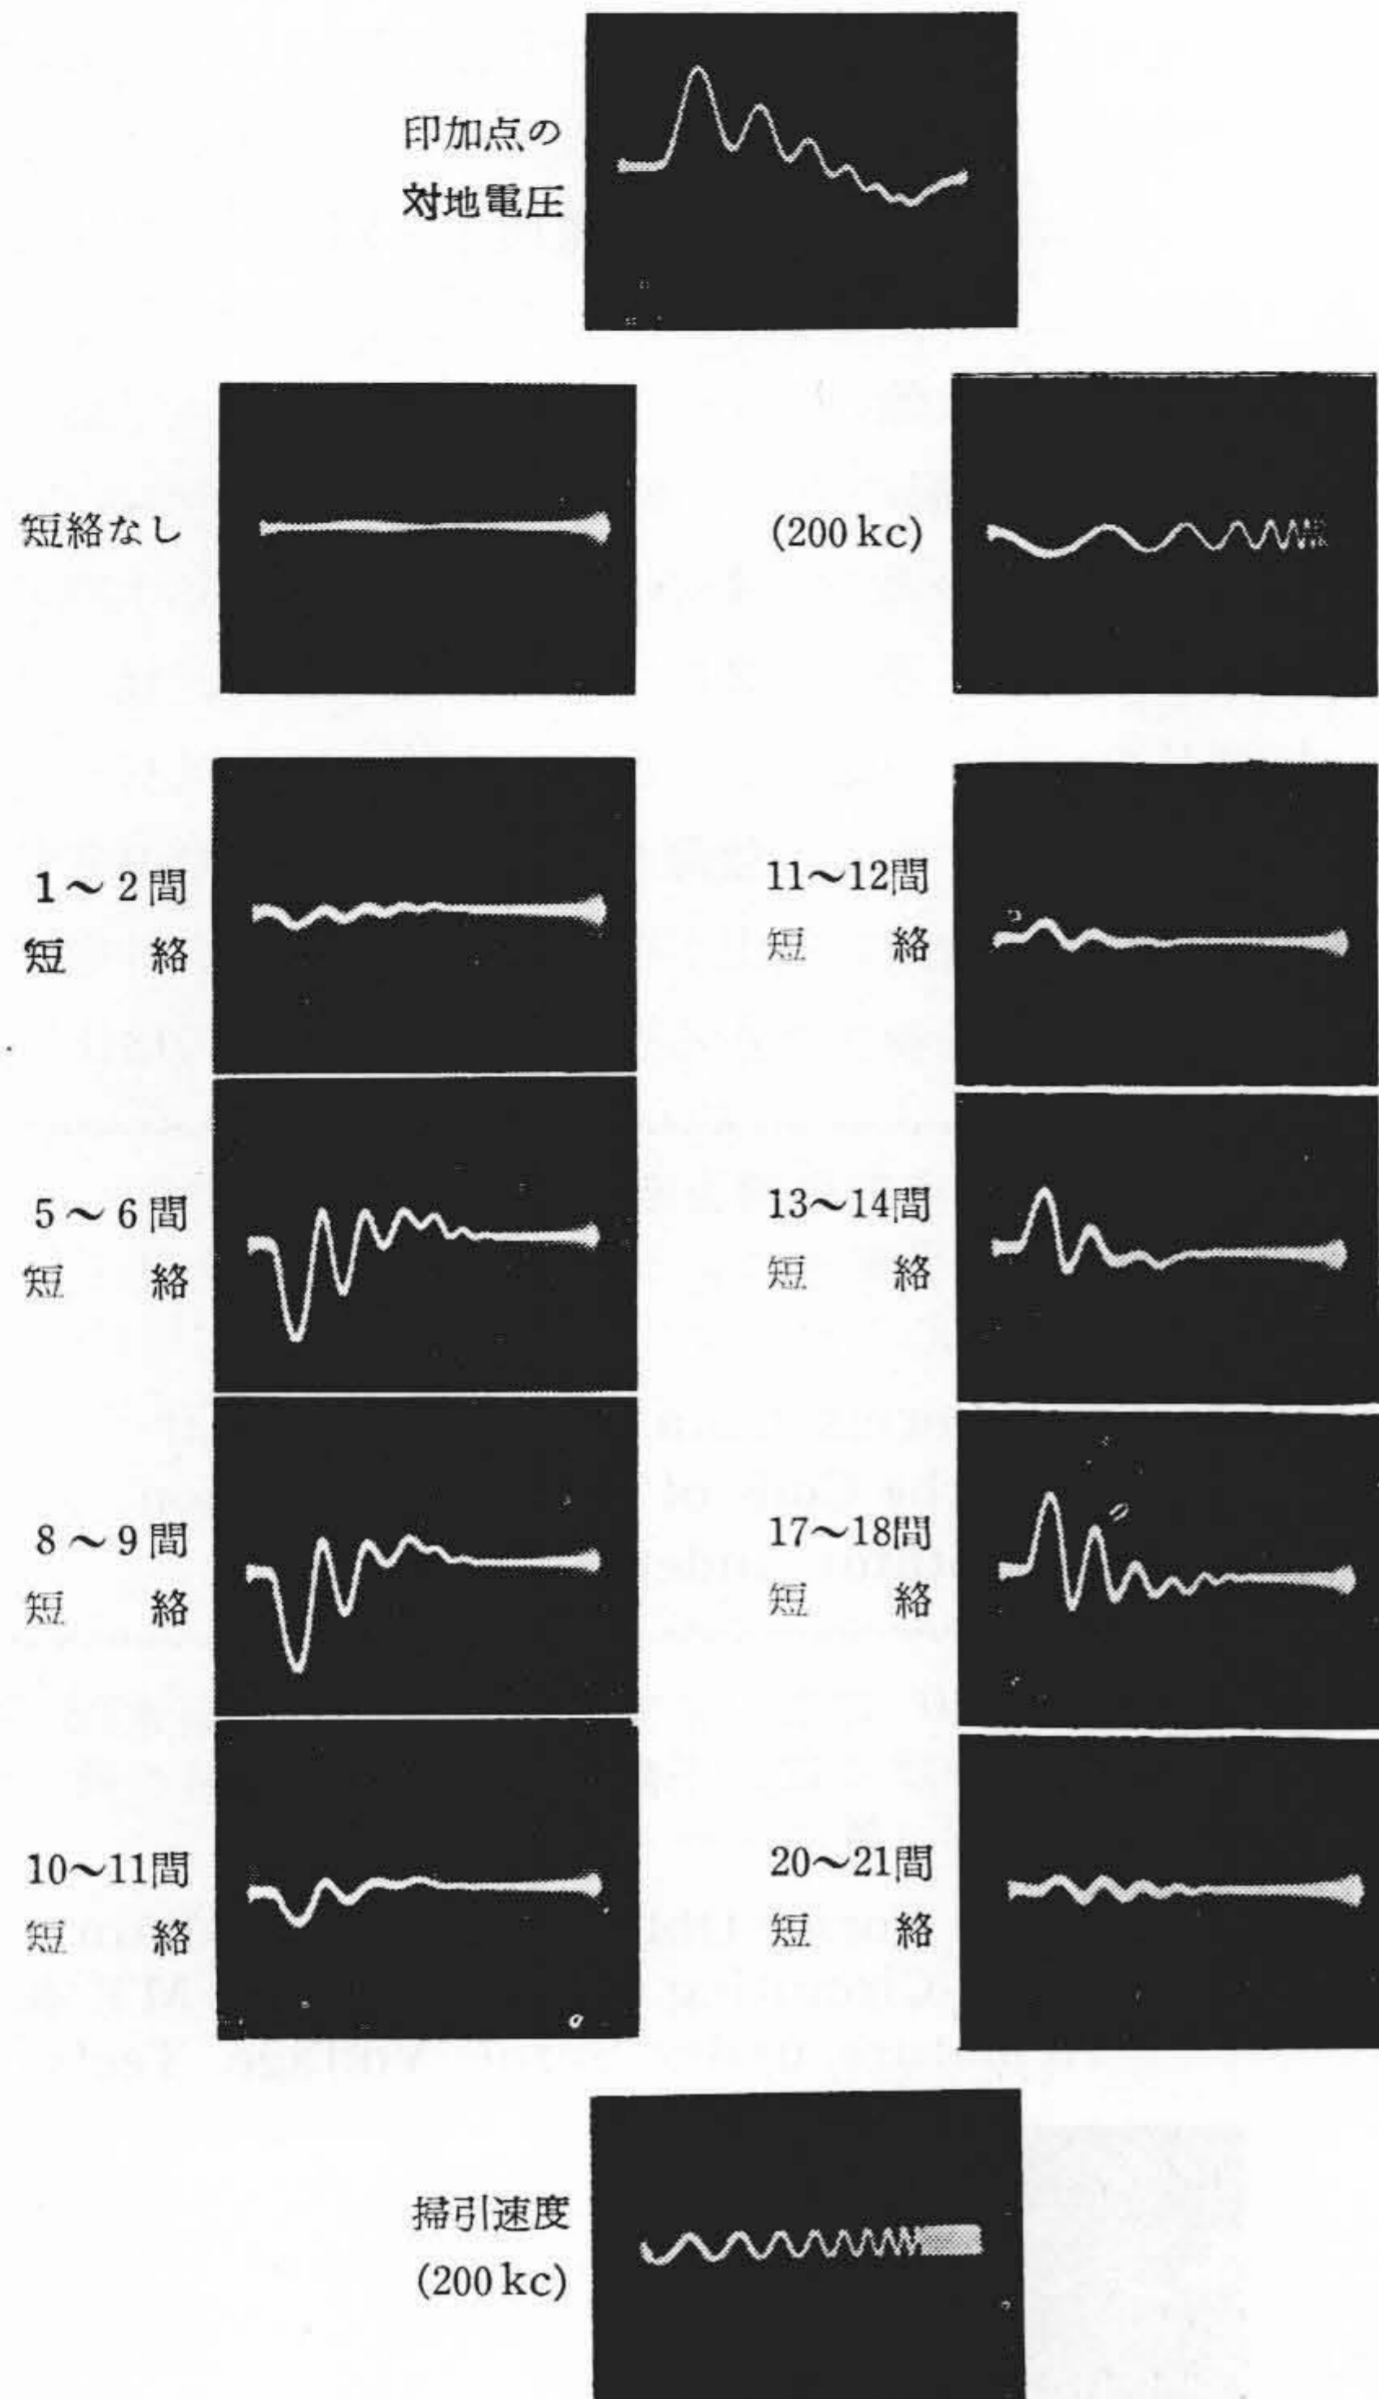 印加点の
対地電圧
短絡なし
(200 kc)
1～2間
短 絡
11～12間
短 絡
5～6間
短 絡
13～14間
短 絡
8～9間
短 絡
17～18間
短 絡
10～11間
短 絡
20～21間
短 絡
掃引速度
(200 kc)